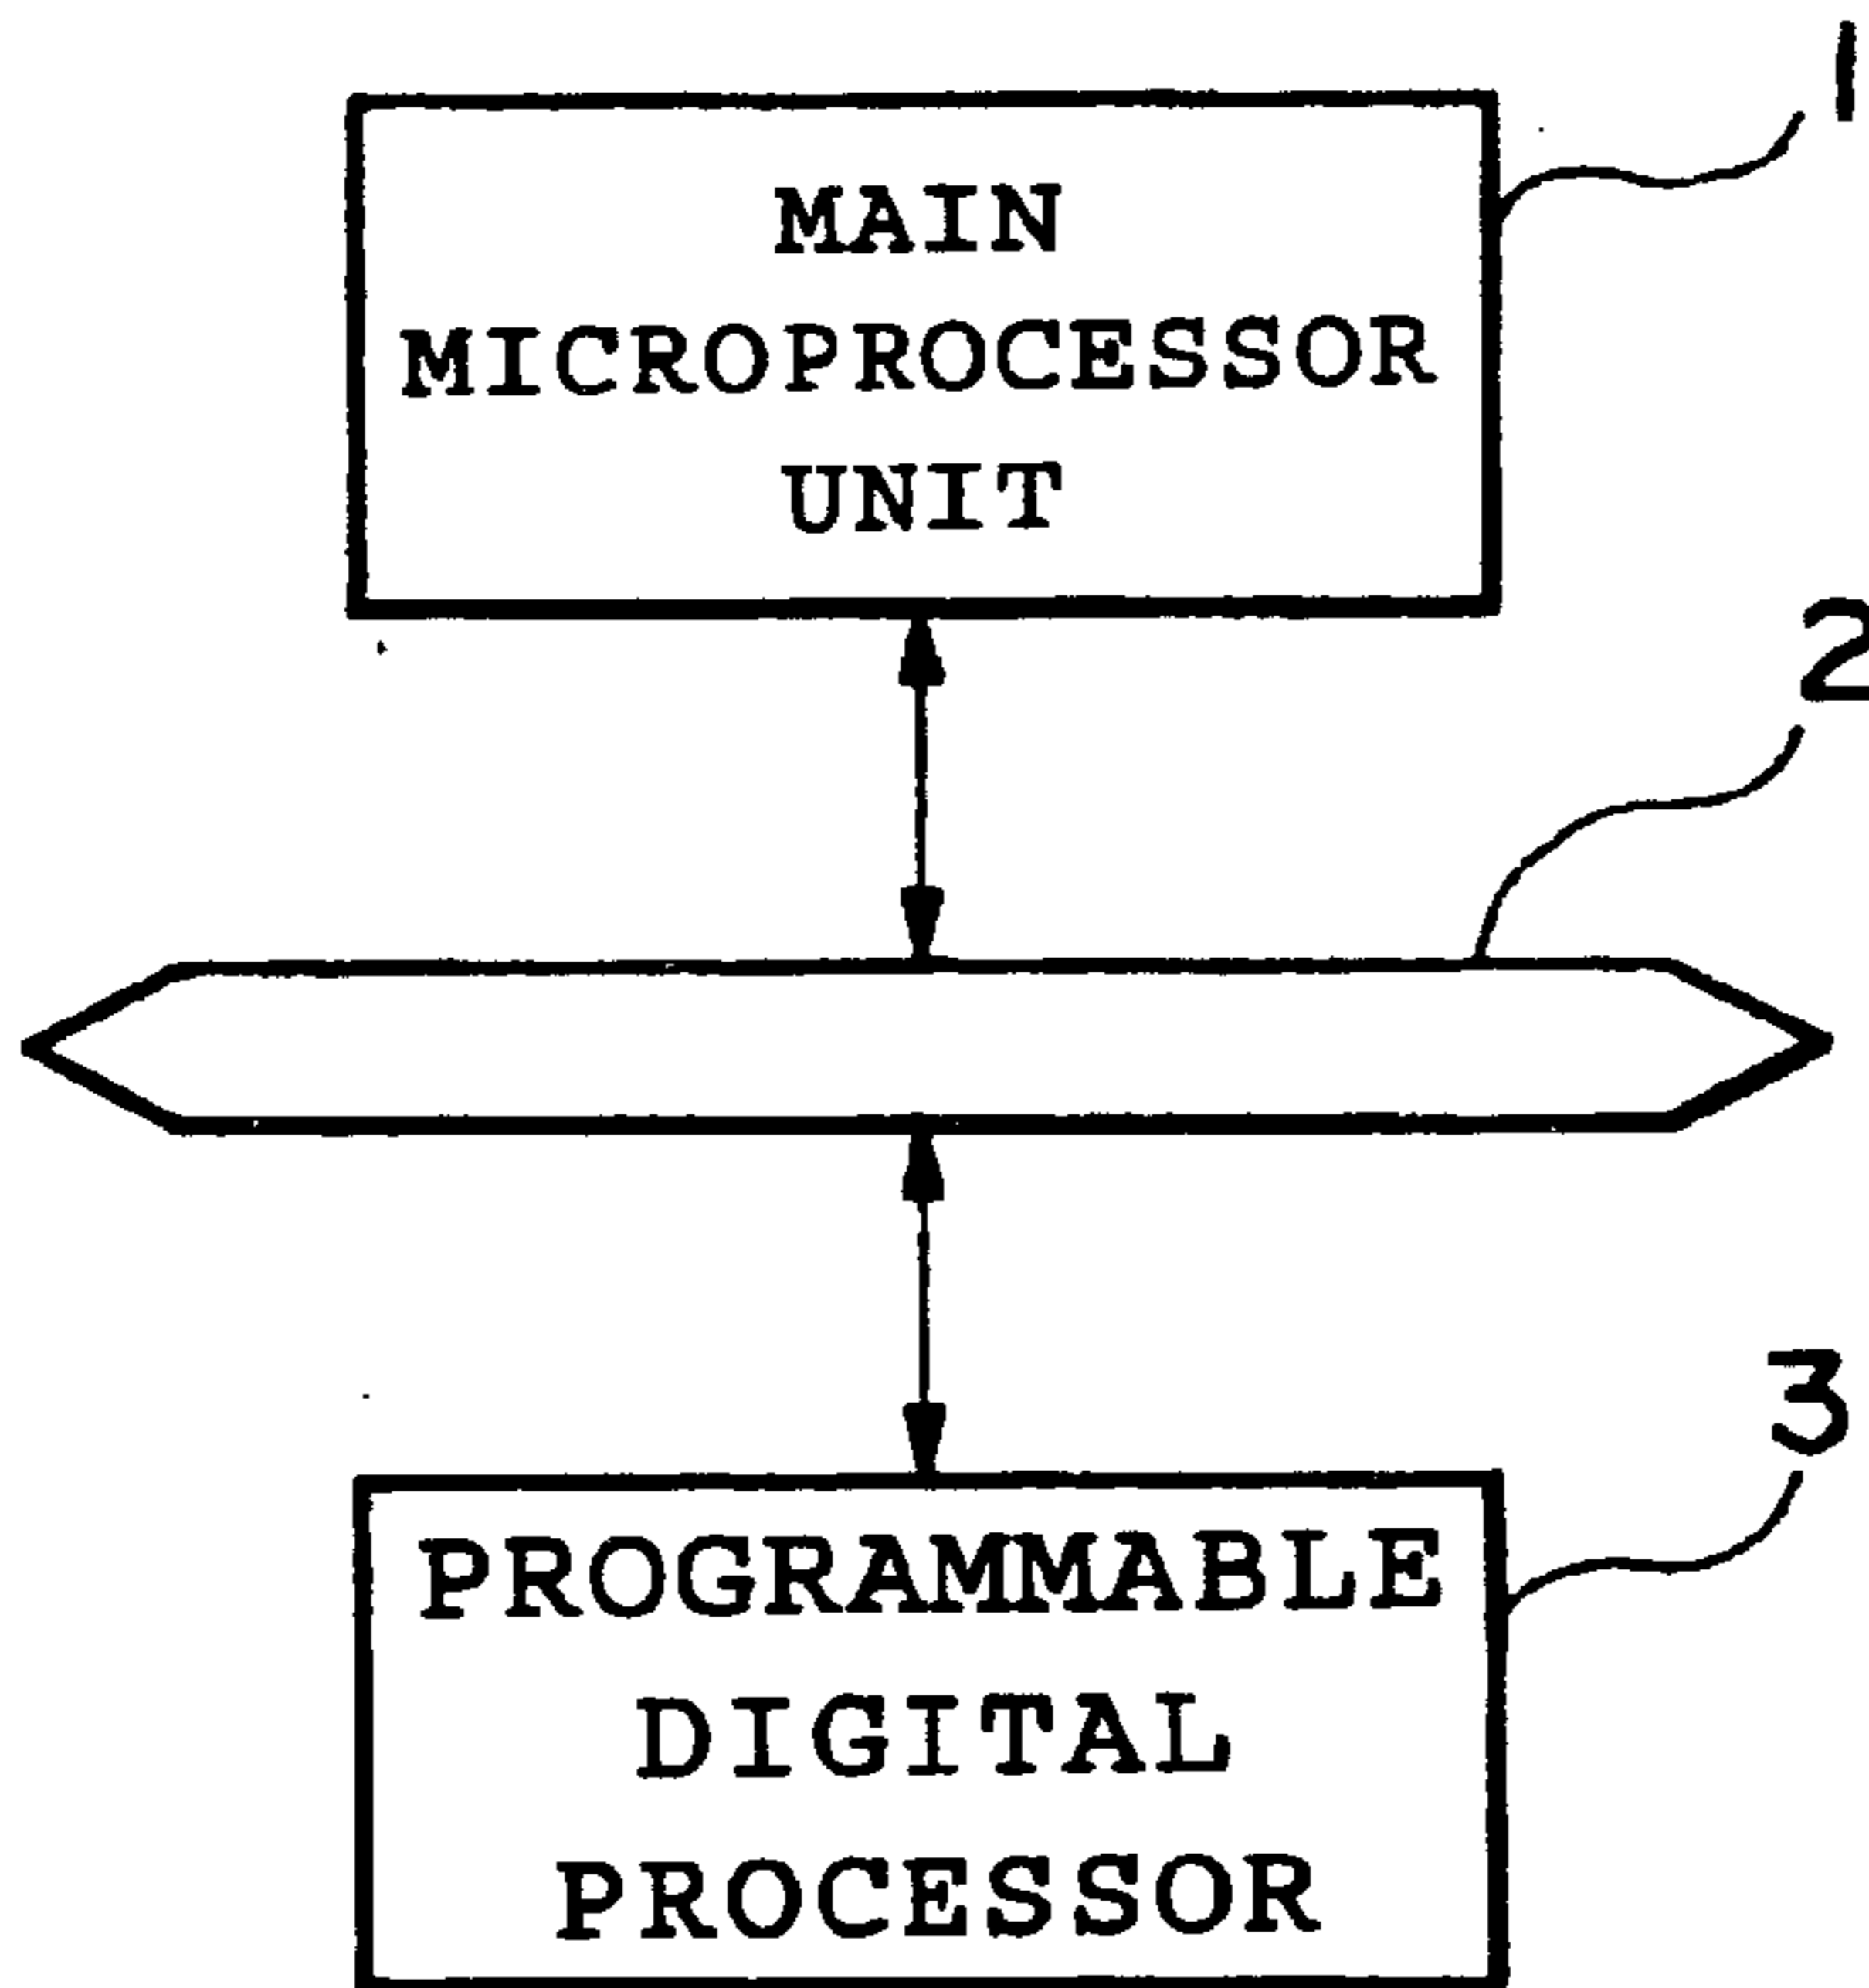 1
MAIN
MICROPROCESSOR
UNIT
2
3
PROGRAMMABLE
DIGITAL
PROCESSOR